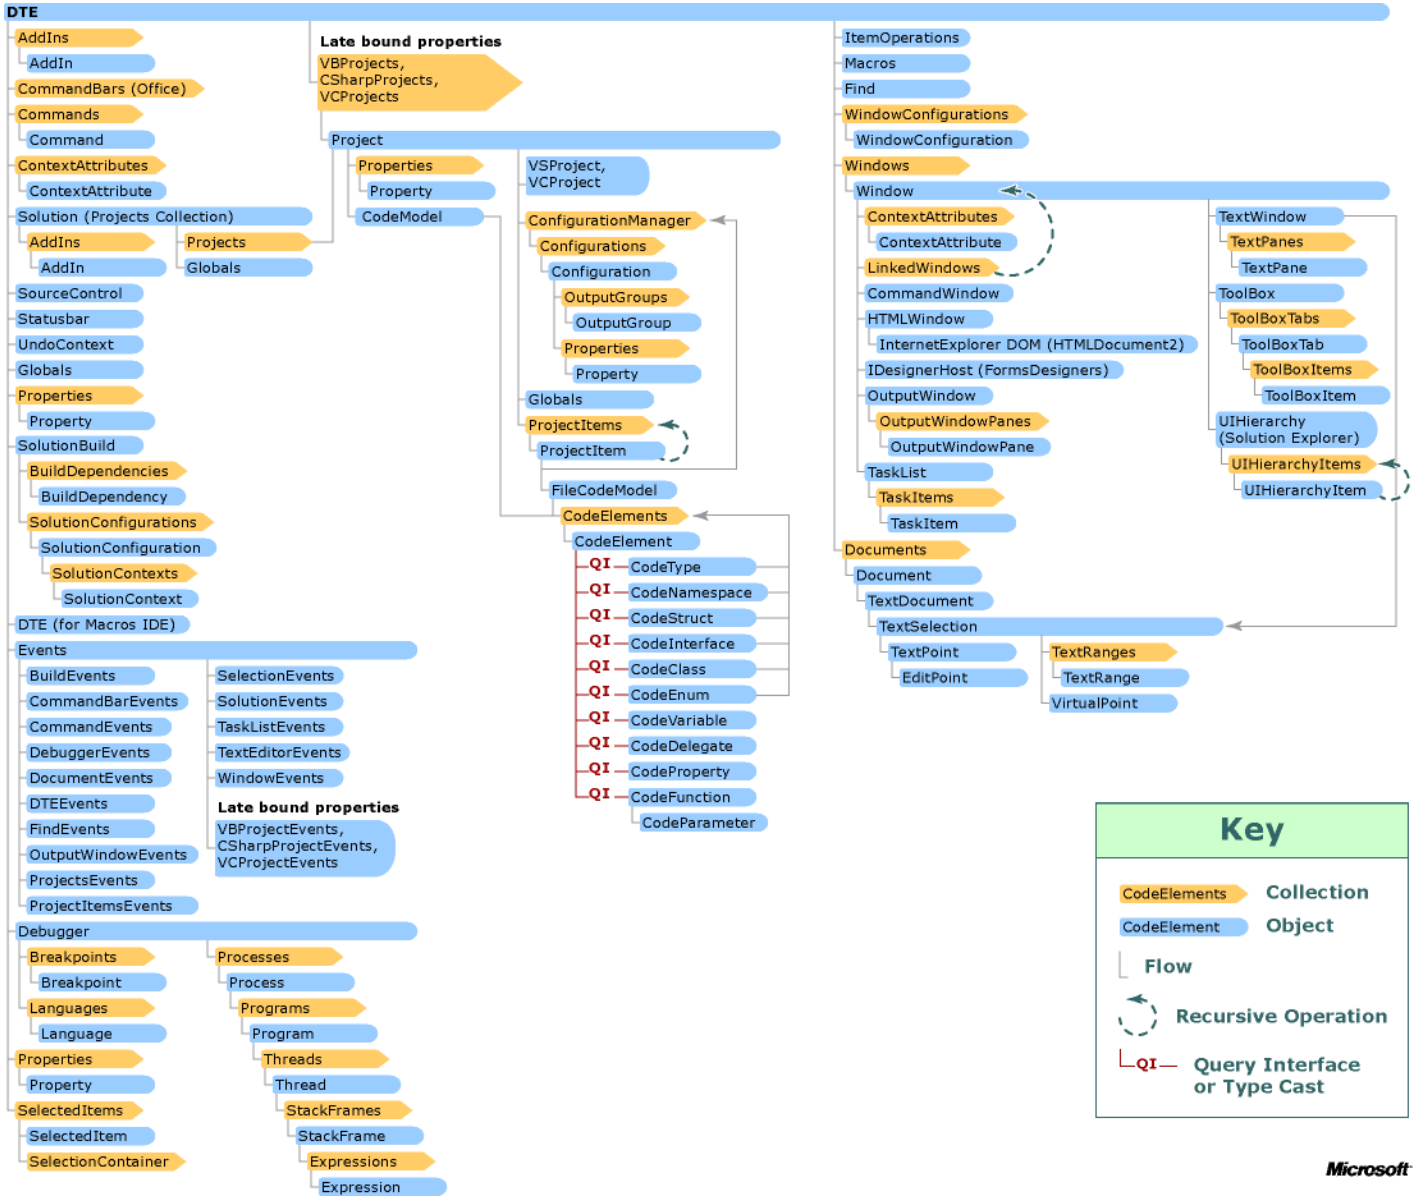 DTE
AddIns
AddIn
CommandBars (Office)
Commands
Command
ContextAttributes
ContextAttribute
Solution (Projects Collection)
AddIns
AddIn
Projects
Globals
SourceControl
Statusbar
UndoContext
Globals
Properties
Property
SolutionBuild
BuildDependencies
BuildDependency
SolutionConfigurations
SolutionConfiguration
SolutionContexts
SolutionContext
DTE (for Macros IDE)
Events
BuildEvents
CommandBarEvents
CommandEvents
DebuggerEvents
DocumentEvents
DTEEvents
FindEvents
OutputWindowEvents
ProjectsEvents
ProjectItemsEvents
SelectionEvents
SolutionEvents
TaskListEvents
TextEditorEvents
WindowEvents
Late bound properties
VBProjectEvents,
CSharpProjectEvents,
VCProjectEvents
Debugger
Breakpoints
Breakpoint
Languages
Language
Processes
Process
Programs
Program
Threads
Thread
StackFrames
StackFrame
Expressions
Expression
Properties
Property
SelectedItems
SelectedItem
SelectionContainer
Late bound properties
VBProjects,
CSharpProjects,
VCProjects
Project
Properties
Property
CodeModel
VSProject,
VCProject
ConfigurationManager
Configurations
Configuration
OutputGroups
OutputGroup
Properties
Property
Globals
ProjectItems
ProjectItem
FileCodeModel
CodeElements
CodeElement
QI CodeType
QI CodeNamespace
QI CodeStruct
QI CodeInterface
QI CodeClass
QI CodeEnum
QI CodeVariable
QI CodeDelegate
QI CodeProperty
QI CodeFunction
CodeParameter
ItemOperations
Macros
Find
WindowConfigurations
WindowConfiguration
Windows
Window
ContextAttributes
ContextAttribute
LinkedWindows
CommandWindow
HTMLWindow
InternetExplorer DOM (HTMLDocument2)
IDesignerHost (FormsDesigners)
OutputWindow
OutputWindowPanes
OutputWindowPane
TaskList
TaskItems
TaskItem
TextWindow
TextPanes
TextPane
ToolBox
ToolBoxTabs
ToolBoxTab
ToolBoxItems
ToolBoxItem
UIHierarchy
(Solution Explorer)
UIHierarchyItems
UIHierarchyItem
Documents
Document
TextDocument
TextSelection
TextPoint
EditPoint
TextRanges
TextRange
VirtualPoint
Key
CodeElements Collection
CodeElement Object
Flow
Recursive Operation
QI Query Interface
or Type Cast
Microsoft